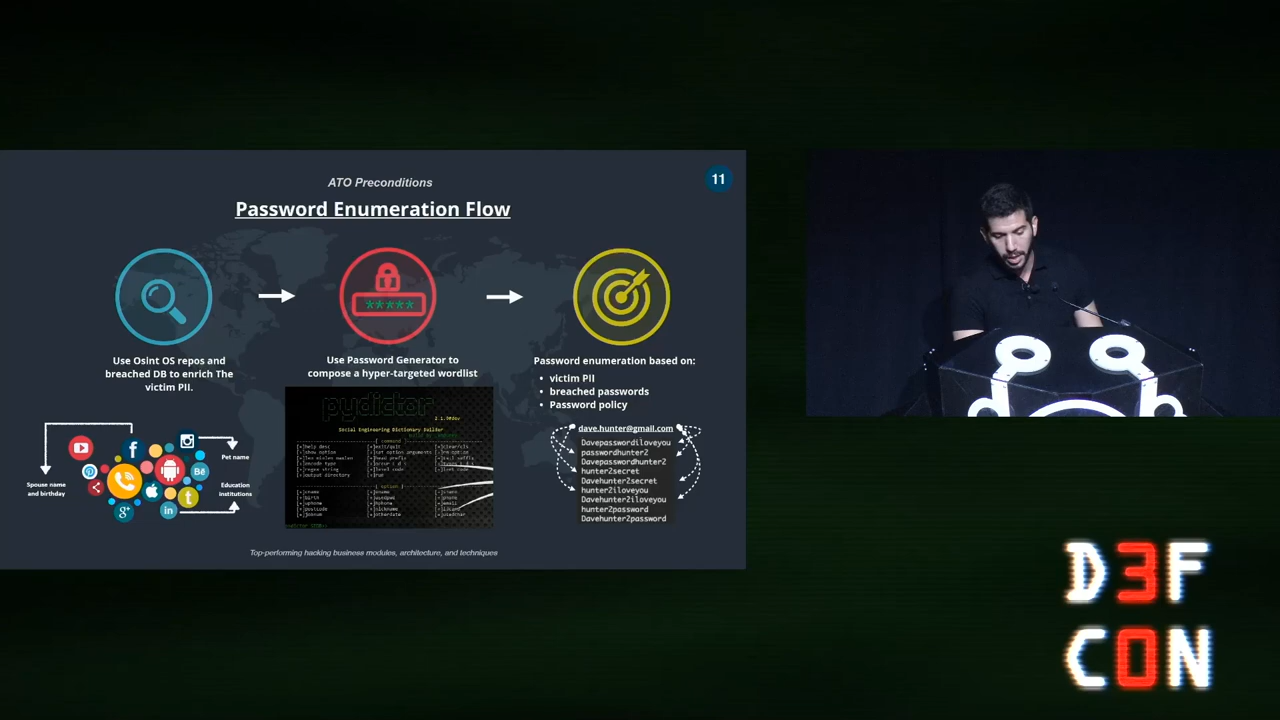 ATO Preconditions
11
Password Enumeration Flow
*****
Use Osint OS repos and
breached DB to enrich The
victim PII.
Use Password Generator to
compose a hyper-targeted wordlist
Password enumeration based on:
• victim PII
• breached passwords
• Password policy
pydictor
Social Engineering Dictionary Builder
dave.hunter@gmail.com
Davepasswordiloveyou
passwordhunter2
Davepasswordhunter2
hunter2secret
Davehunter2secret
hunter2iloveyou
Davehunter2iloveyou
hunter2password
Davehunter2password
Pet name
Spouse name
and birthday
Education
institutions
f
Bē
t
g+
in
Top-performing hacking business modules, architecture, and techniques
D3F
C0N